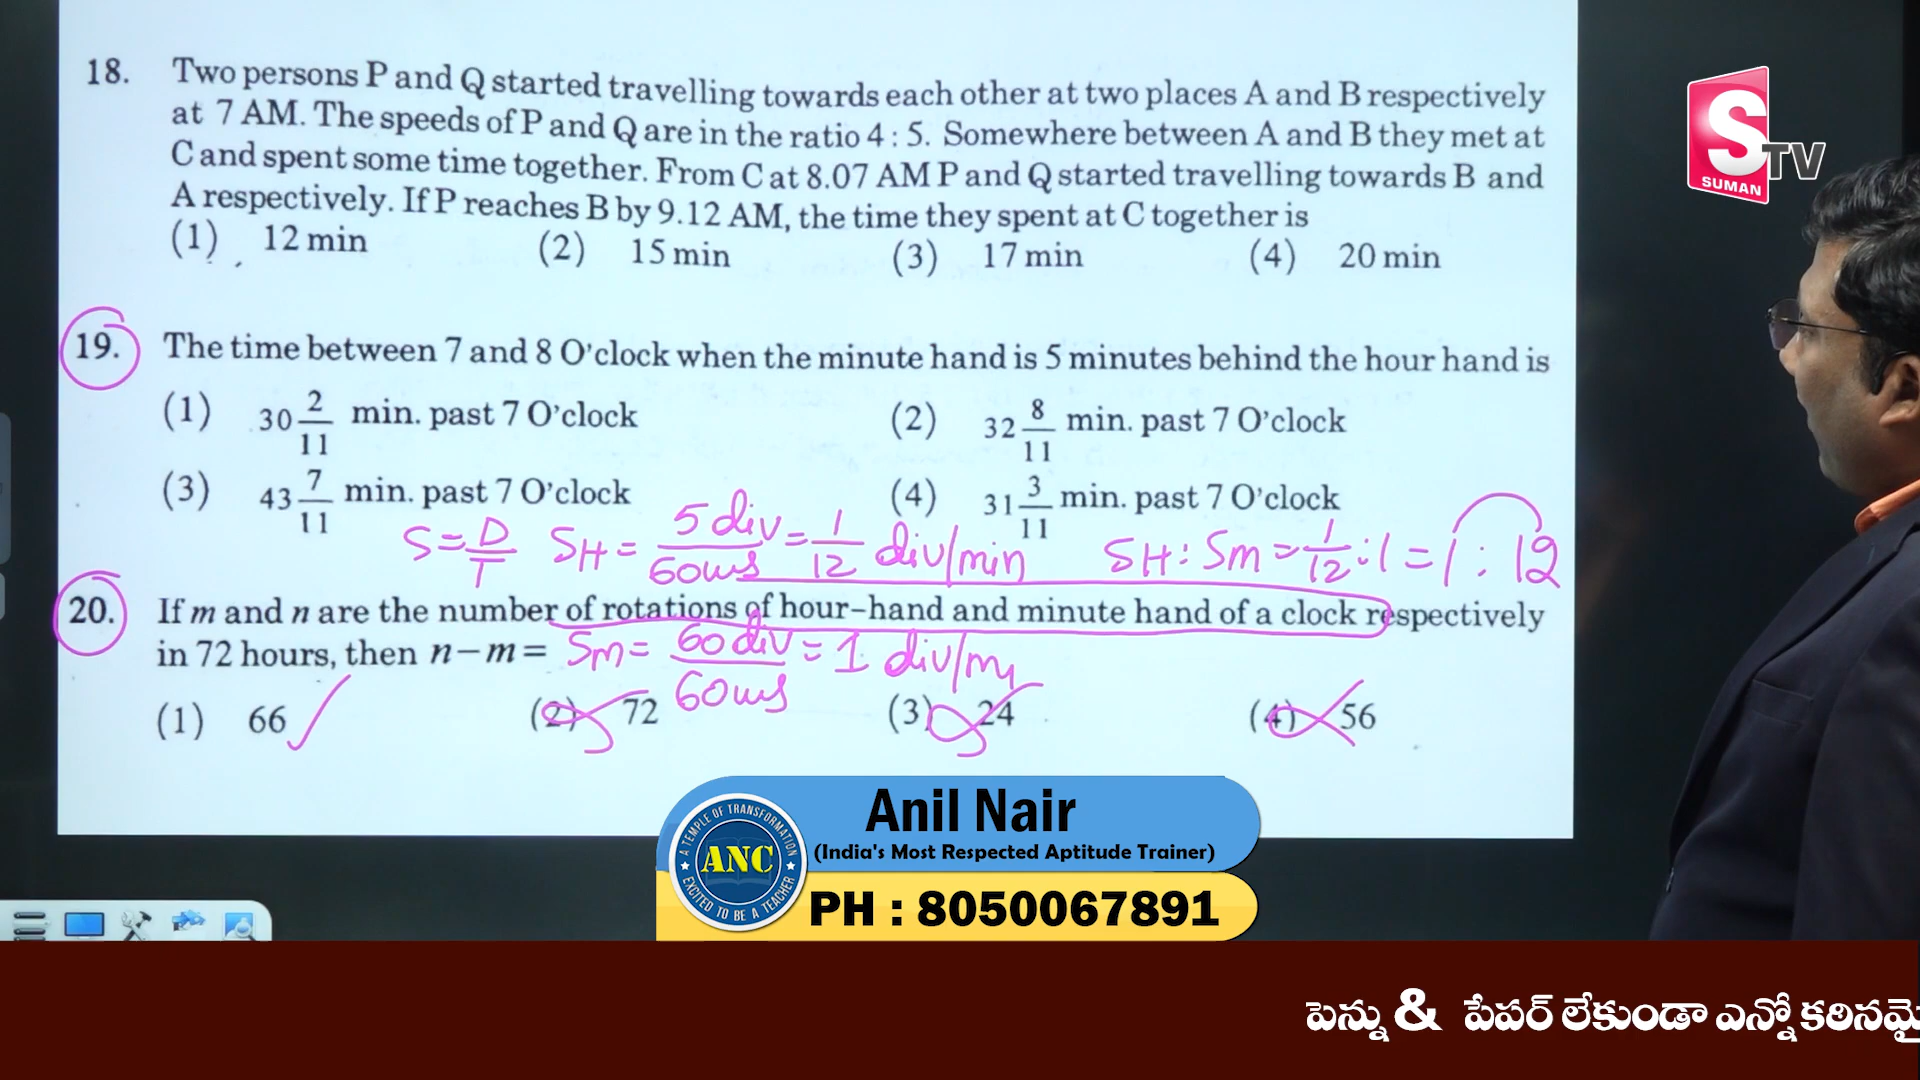 18. Two persons P and Q started travelling towards each other at two places A and B respectively
at 7 AM. The speeds of P and Q are in the ratio 4 : 5. Somewhere between A and B they met at
C and spent some time together. From C at 8.07 AM P and Q started travelling towards B and
A respectively. If P reaches B by 9.12 AM, the time they spent at C together is
(1) 12 min (2) 15 min (3) 17 min (4) 20 min
S TV
SUMAN
19. The time between 7 and 8 O'clock when the minute hand is 5 minutes behind the hour hand is
(1) 30 2/11 min. past 7 O'clock (2) 32 8/11 min. past 7 O'clock
(3) 43 7/11 min. past 7 O'clock (4) 31 3/11 min. past 7 O'clock
S = D/T SH = 5 div/60 = 1/12 div/min SH : Sm = 1/12 : 1 = 1 : 12
20. If m and n are the number of rotations of hour-hand and minute hand of a clock respectively
in 72 hours, then n − m =
Sm = 60 div/60 = 1 div/
(1) 66 (2) 72 (3) 24 (4) 56
A TEMPLE OF TRANSFORMATION
ANC
EXCITED TO BE A TEACHER
Anil Nair
(India's Most Respected Aptitude Trainer)
PH : 8050067891
పెన్ను & పేపర్ లేకుండా ఎన్నో కఠినమై